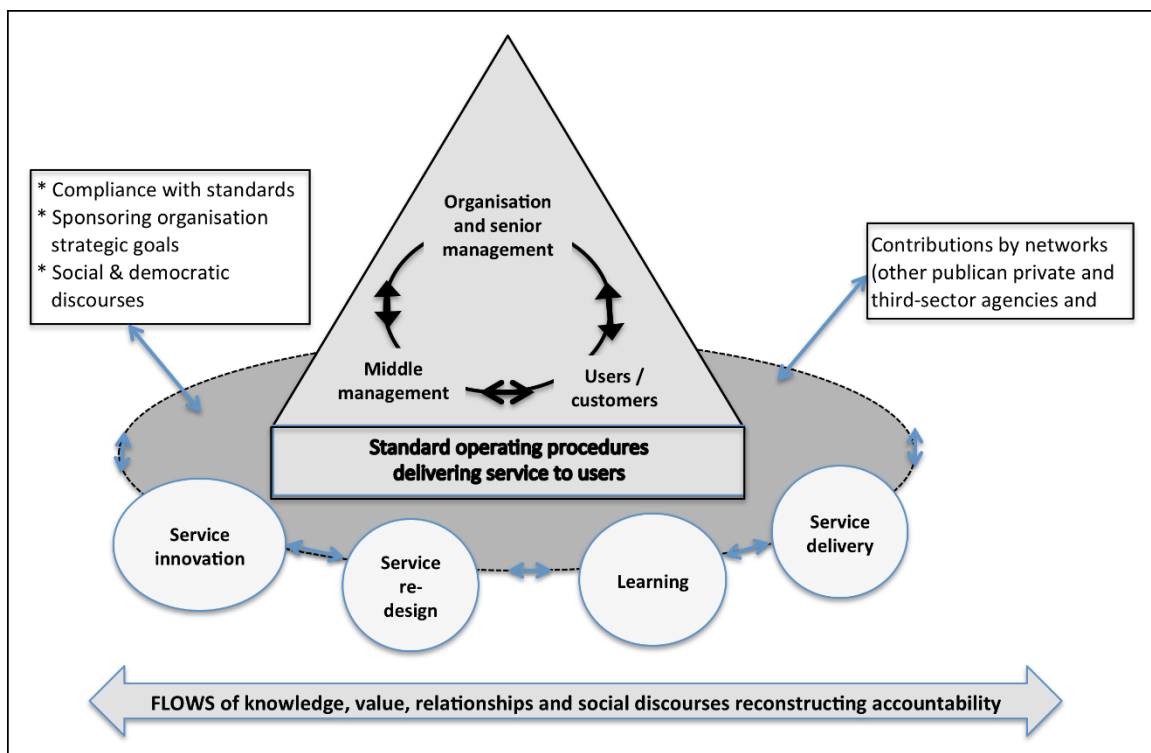 * Compliance with standards
* Sponsoring organisation
strategic goals
* Social & democratic
discourses
Organisation
and senior
management
Contributions by networks
(other publican private and
third-sector agencies and
Middle
management
Users /
customers
Standard operating procedures
delivering service to users
Service
innovation
Service
re-
design
Learning
Service
delivery
FLOWS of knowledge, value, relationships and social discourses reconstructing accountability